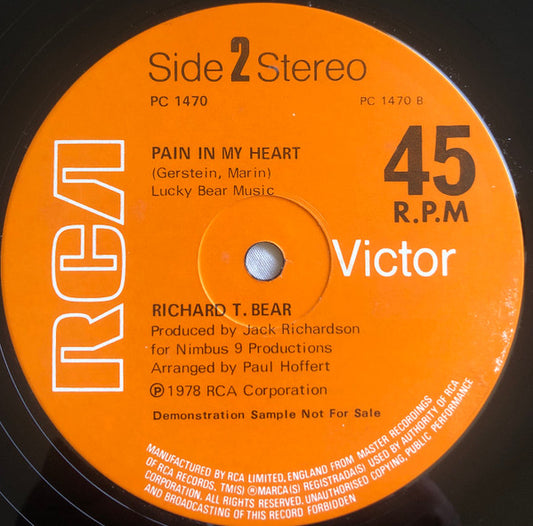 Side 2 Stereo
PC 1470
PC 1470 B
PAIN IN MY HEART
(Gerstein, Marin)
Lucky Bear Music
45
R.P.M
RCA
Victor
RICHARD T. BEAR
Produced by Jack Richardson
for Nimbus 9 Productions
Arranged by Paul Hoffert
Ⓟ 1978 RCA Corporation
Demonstration Sample Not For Sale
MANUFACTURED BY RCA LIMITED, ENGLAND FROM MASTER RECORDINGS
OF RCA RECORDS, TM(S) ® MARCA(S) REGISTRADA(S) USED BY AUTHORITY OF RCA
CORPORATION. ALL RIGHTS RESERVED. UNAUTHORISED COPYING, PUBLIC PERFORMANCE
AND BROADCASTING OF THIS RECORD FORBIDDEN